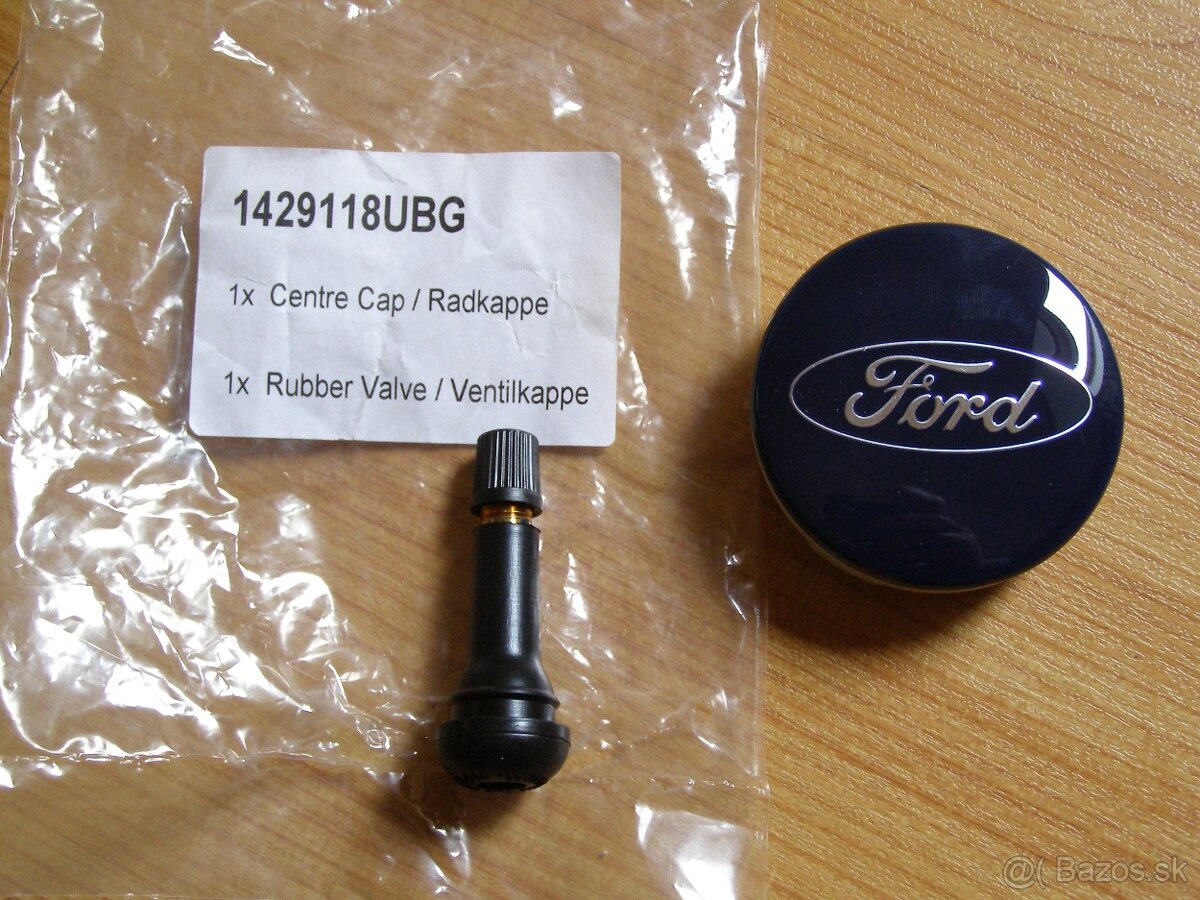 1429118UBG
1x Centre Cap / Radkappe
1x Rubber Valve / Ventilkappe
Ford
@( Bazos.sk